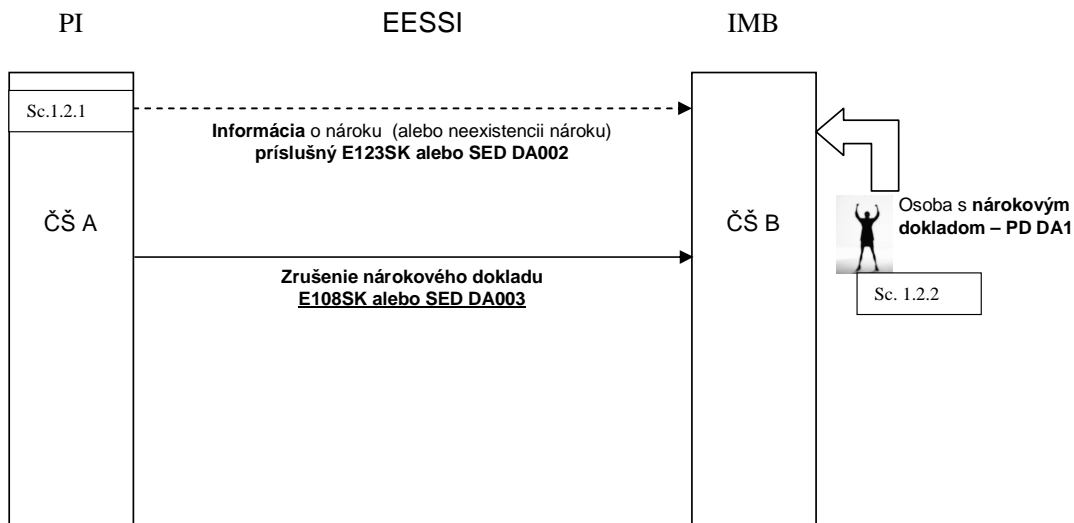 PI
EESSI
IMB
Sc.1.2.1
Informácia o nároku (alebo neexistencii nároku)
príslušný E123SK alebo SED DA002
ČŠ A
ČŠ B
Osoba s nárokovým
dokladom – PD DA1
Zrušenie nárokového dokladu
E108SK alebo SED DA003
Sc. 1.2.2